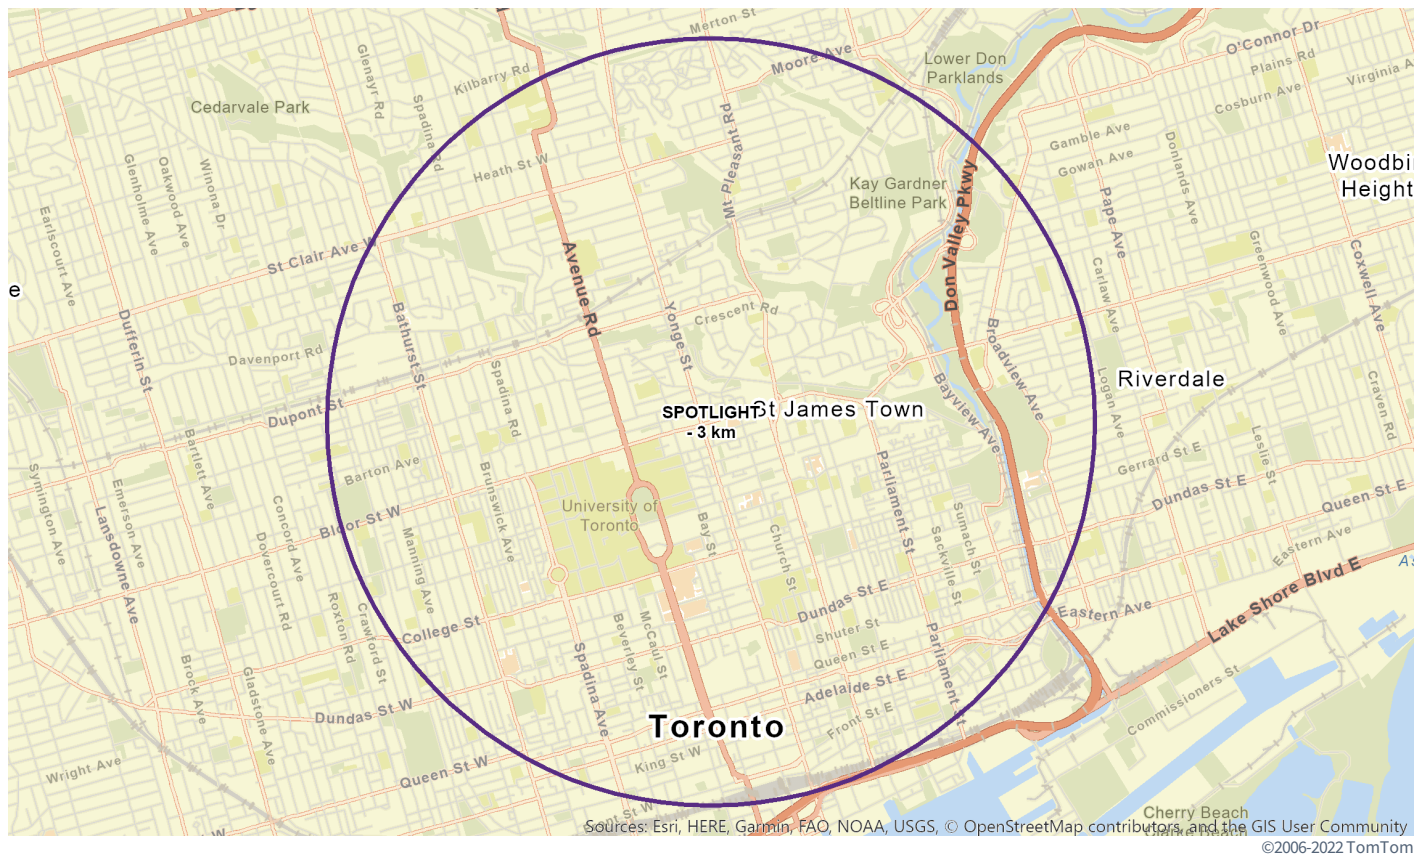 Merton St
Moore Ave
Lower Don
Parklands
O'Connor Dr
Plains Rd
Virginia A
Cosburn Ave
Glenayr Rd
Kilbarry Rd
Cedarvale Park
Spadina Rd
Mt Pleasant Rd
Gamble Ave
Gowan Ave
Donlands Ave
Woodbi
Height
Glenholme Ave
Oakwood Ave
Winona Dr
Heath St W
Kay Gardner
Beltline Park
Don Valley Pkwy
Pape Ave
Earlscourt Ave
St Clair Ave W
Avenue Rd
Carlaw Ave
Greenwood Ave
Coxwell Ave
e
Dufferin St
Bathurst St
Yonge St
Crescent Rd
Broadview Ave
Davenport Rd
Spadina Rd
Bayview Ave
Logan Ave
Riverdale
Craven Rd
Dupont St
SPOTLIGHT
- 3 km
St James Town
Symington Ave
Bartlett Ave
Barton Ave
Brunswick Ave
Parliament St
Gerrard St E
Leslie St
Dundas St E
Queen St E
Emerson Ave
Lansdowne Ave
Concord Ave
Bloor St W
University of
Toronto
Bay St
Church St
Sumach St
Sackville St
Eastern Ave
Dovercourt Rd
Manning Ave
Lake Shore Blvd E
Roxton Rd
Crawford St
College St
Beverley St
McCaul St
Dundas St E
Shuter St
Queen St E
Parliament St
Eastern Ave
Brock Ave
Gladstone Ave
Dundas St W
Spadina Ave
Adelaide St E
Front St E
Commissioners St
Toronto
Wright Ave
Queen St W
King St W
Cherry Beach
Clarke Beach
Sources: Esri, HERE, Garmin, FAO, NOAA, USGS, © OpenStreetMap contributors, and the GIS User Community
©2006-2022 TomTom